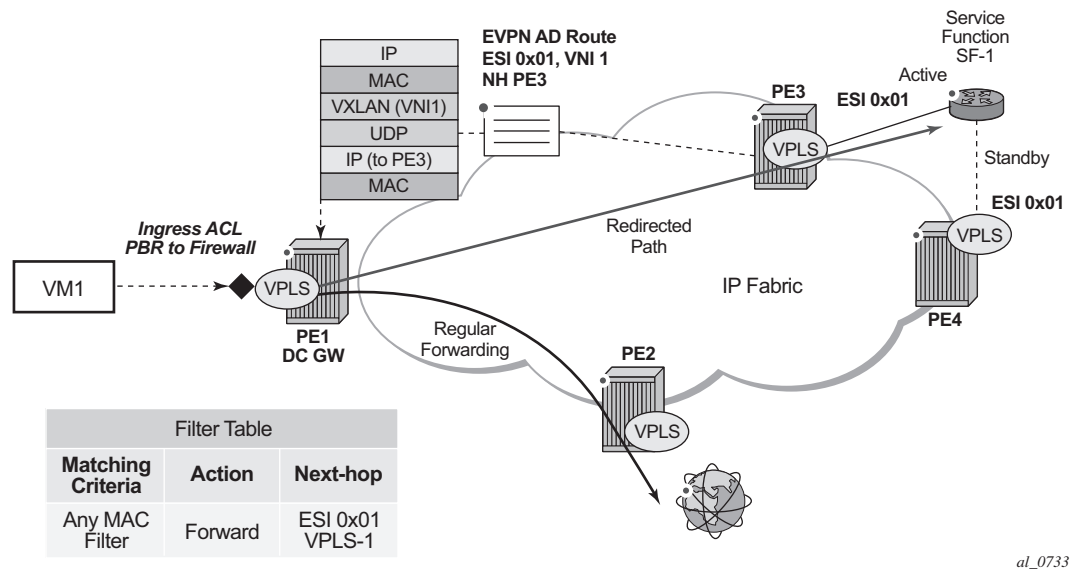 IP
MAC
VXLAN (VNI1)
UDP
IP (to PE3)
MAC
EVPN AD Route
ESI 0x01, VNI 1
NH PE3
Service
Function
SF-1
Active
PE3
ESI 0x01
VPLS
Standby
ESI 0x01
VPLS
PE4
Ingress ACL
PBR to Firewall
VM1
VPLS
PE1
DC GW
Redirected
Path
IP Fabric
Regular
Forwarding
PE2
VPLS
Filter Table
Matching
Criteria
Action
Next-hop
Any MAC
Filter
Forward
ESI 0x01
VPLS-1
al_0733